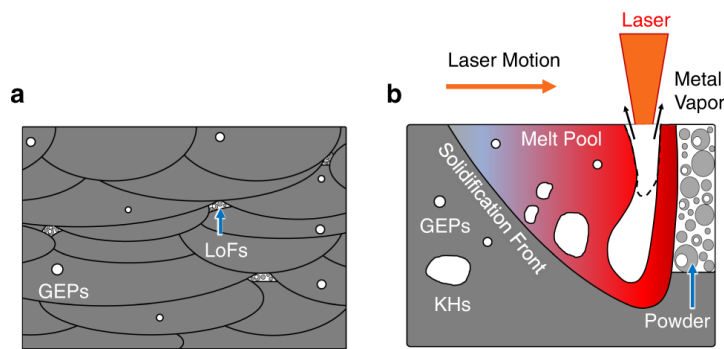 a
LoFs
GEPs
b
Laser
Laser Motion
Metal
Vapor
Melt Pool
Solidification Front
GEPs
KHs
Powder